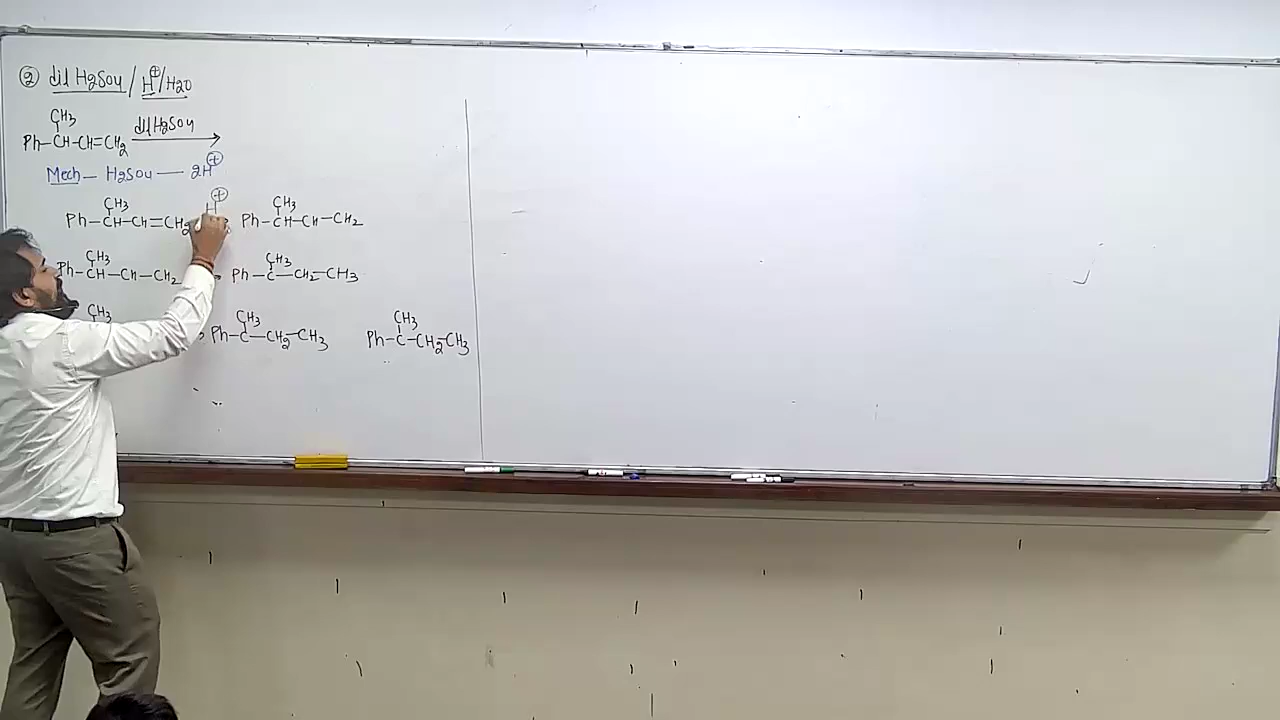 ② dil H2SO4 / H⊕/H2O
CH3
Ph–CH–CH=CH2 dil H2SO4 →
Mech – H2SO4 — 2H⊕
CH3 H⊕ CH3
Ph–CH–CH=CH2 Ph–CH–CH–CH2
CH3 CH3
Ph–CH–CH–CH2 Ph–C–CH2–CH3
CH3 CH3 CH3
Ph–C–CH2–CH3 Ph–C–CH2–CH3